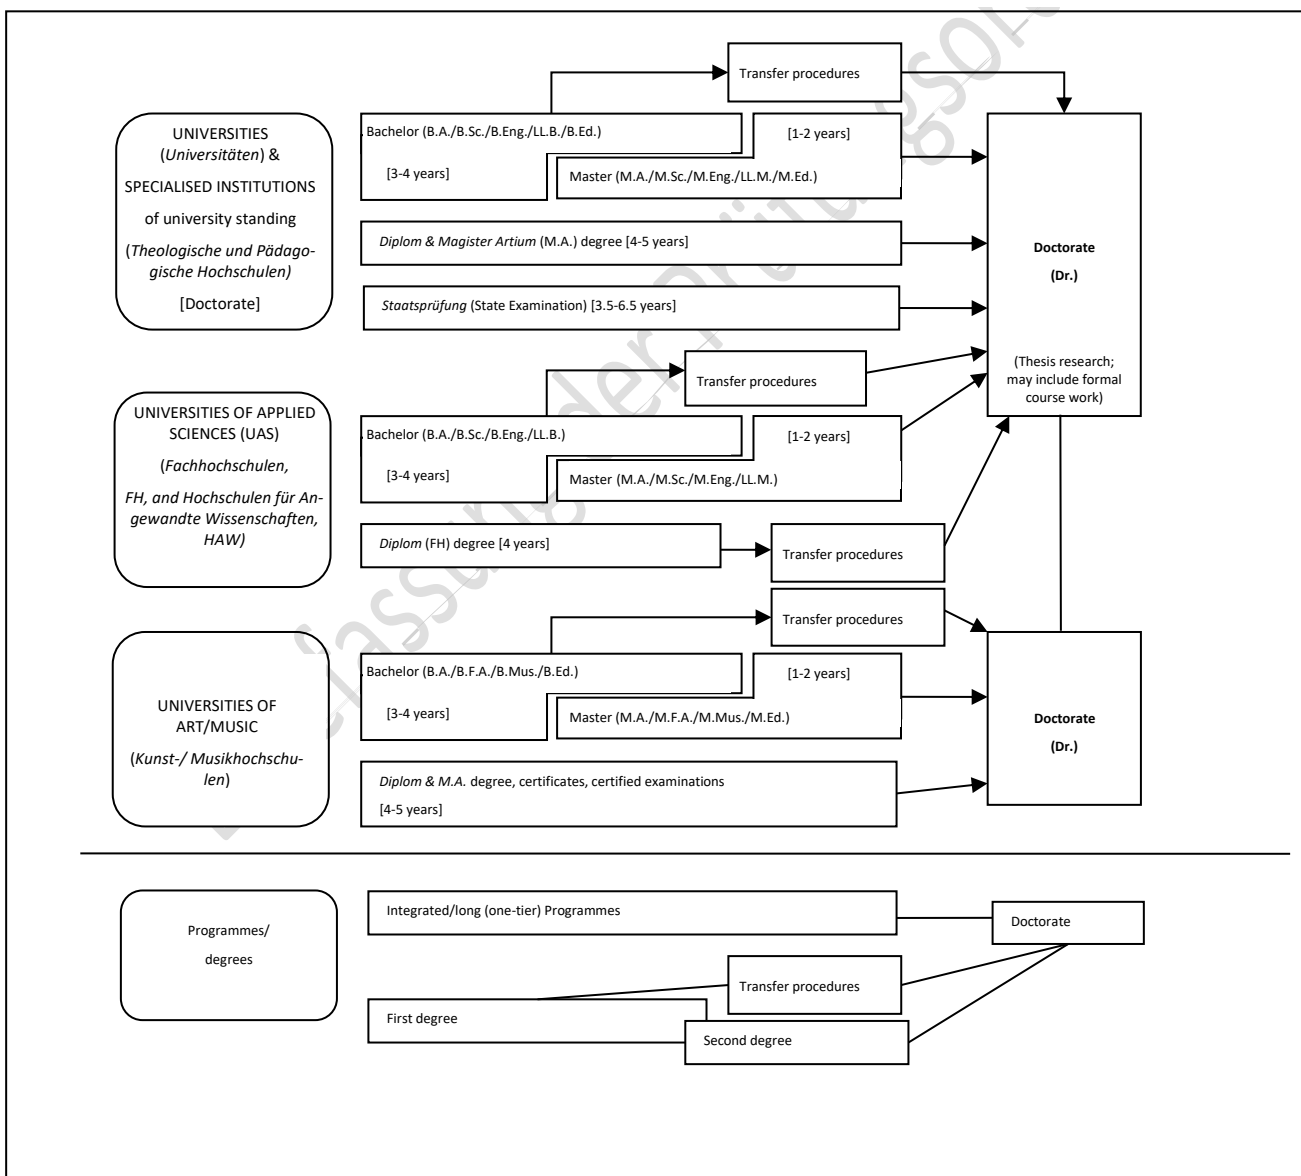 Transfer procedures
UNIVERSITIES
(Universitäten) &
SPECIALISED INSTITUTIONS
of university standing
(Theologische und Pädago-
gische Hochschulen)
[Doctorate]
Bachelor (B.A./B.Sc./B.Eng./LL.B./B.Ed.)
[3-4 years]
[1-2 years]
Master (M.A./M.Sc./M.Eng./LL.M./M.Ed.)
Diplom & Magister Artium (M.A.) degree [4-5 years]
Staatsprüfung (State Examination) [3.5-6.5 years]
Doctorate
(Dr.)
(Thesis research;
may include formal
course work)
Transfer procedures
UNIVERSITIES OF APPLIED
SCIENCES (UAS)
(Fachhochschulen,
FH, and Hochschulen für An-
gewandte Wissenschaften,
HAW)
Bachelor (B.A./B.Sc./B.Eng./LL.B.)
[3-4 years]
[1-2 years]
Master (M.A./M.Sc./M.Eng./LL.M.)
Diplom (FH) degree [4 years]
Transfer procedures
Transfer procedures
UNIVERSITIES OF
ART/MUSIC
(Kunst-/ Musikhochschu-
len)
Bachelor (B.A./B.F.A./B.Mus./B.Ed.)
[3-4 years]
[1-2 years]
Master (M.A./M.F.A./M.Mus./M.Ed.)
Diplom & M.A. degree, certificates, certified examinations
[4-5 years]
Doctorate
(Dr.)
Programmes/
degrees
Integrated/long (one-tier) Programmes
Doctorate
Transfer procedures
First degree
Second degree